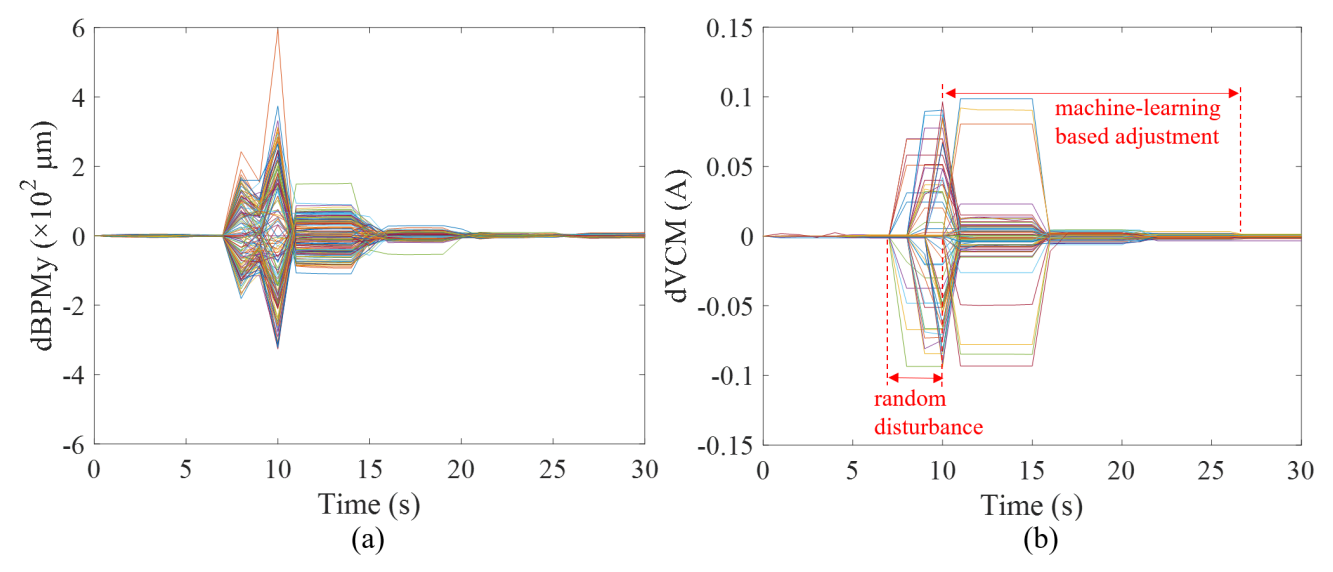 6
4
2
0
-2
-4
-6
dBPMy (×10² μm)
0 5 10 15 20 25 30
Time (s)
(a)
0.15
0.1
0.05
0
-0.05
-0.1
-0.15
dVCM (A)
machine-learning
based adjustment
random
disturbance
0 5 10 15 20 25 30
Time (s)
(b)